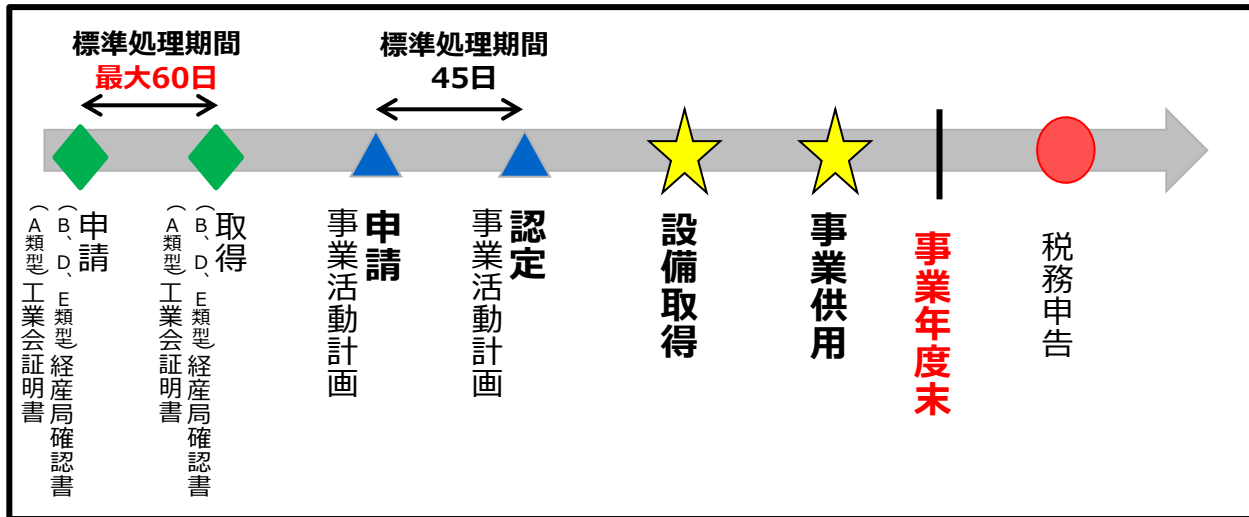 標準処理期間
最大60日
標準処理期間
45日
申請
（B、D、E類型）経産局確認書
（A類型）工業会証明書
取得
（B、D、E類型）経産局確認書
（A類型）工業会証明書
申請
事業活動計画
認定
事業活動計画
設備取得
事業供用
事業年度末
税務申告